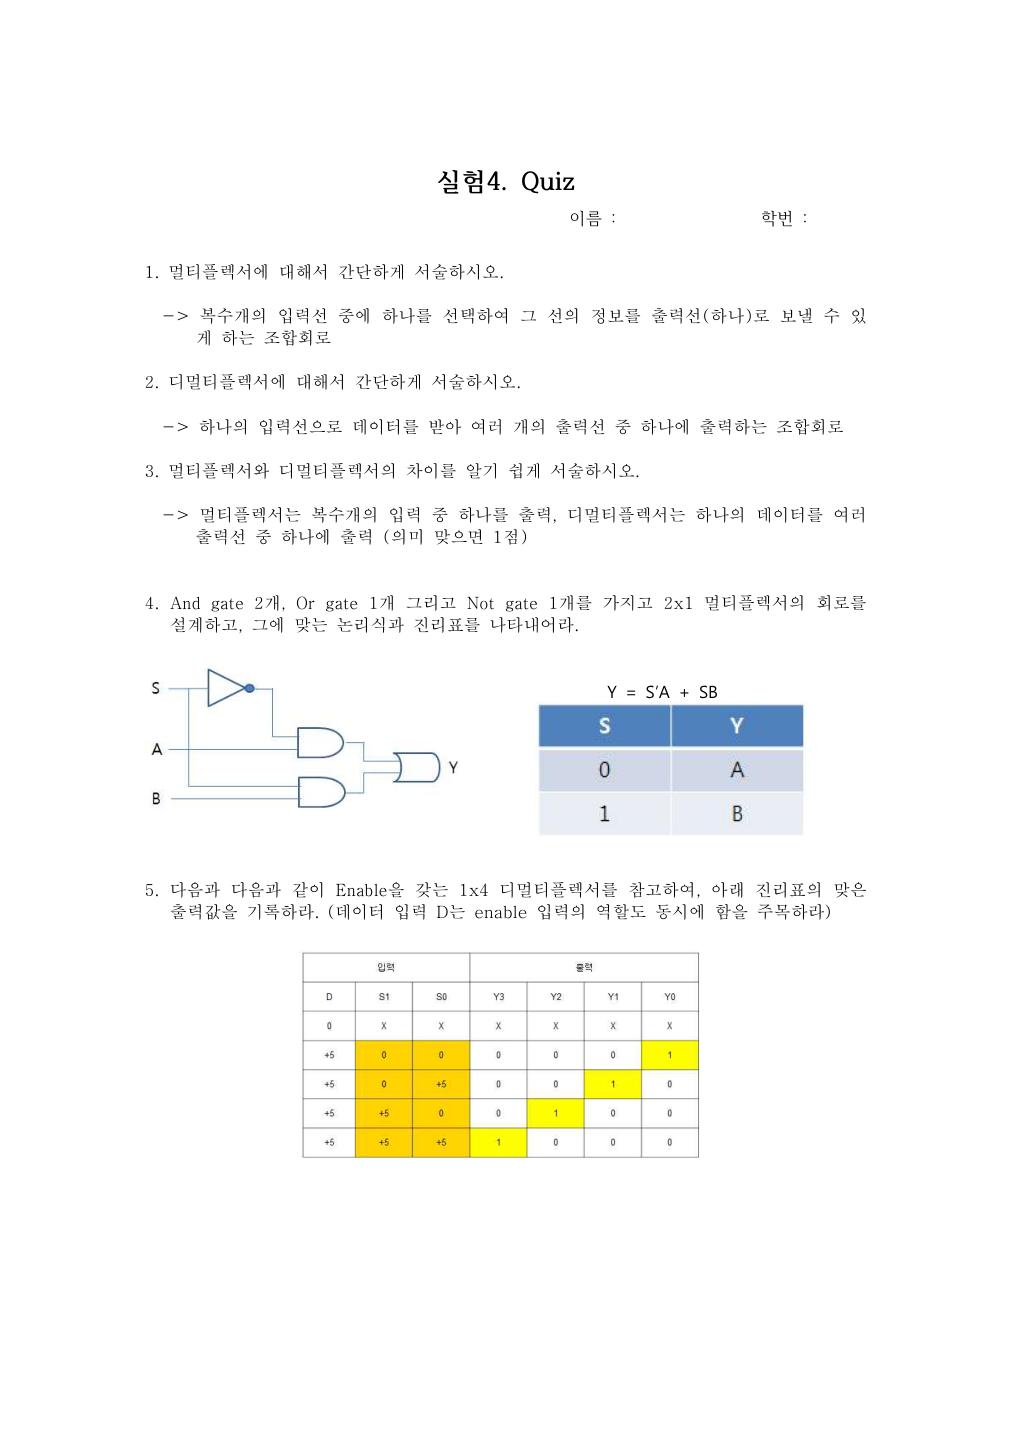 실험4. Quiz
이름 : 학번 :
1. 멀티플렉서에 대해서 간단하게 서술하시오.
-> 복수개의 입력선 중에 하나를 선택하여 그 선의 정보를 출력선(하나)로 보낼 수 있
게 하는 조합회로
2. 디멀티플렉서에 대해서 간단하게 서술하시오.
-> 하나의 입력선으로 데이터를 받아 여러 개의 출력선 중 하나에 출력하는 조합회로
3. 멀티플렉서와 디멀티플렉서의 차이를 알기 쉽게 서술하시오.
-> 멀티플렉서는 복수개의 입력 중 하나를 출력, 디멀티플렉서는 하나의 데이터를 여러
출력선 중 하나에 출력 (의미 맞으면 1점)
4. And gate 2개, Or gate 1개 그리고 Not gate 1개를 가지고 2x1 멀티플렉서의 회로를
설계하고, 그에 맞는 논리식과 진리표를 나타내어라.
S
A
B
Y
Y = S'A + SB
S Y
0 A
1 B
5. 다음과 다음과 같이 Enable을 갖는 1x4 디멀티플렉서를 참고하여, 아래 진리표의 맞은
출력값을 기록하라. (데이터 입력 D는 enable 입력의 역할도 동시에 함을 주목하라)
입력 출력
D S1 S0 Y3 Y2 Y1 Y0
0 X X X X X X
+5 0 0 0 0 0 1
+5 0 +5 0 0 1 0
+5 +5 0 0 1 0 0
+5 +5 +5 1 0 0 0